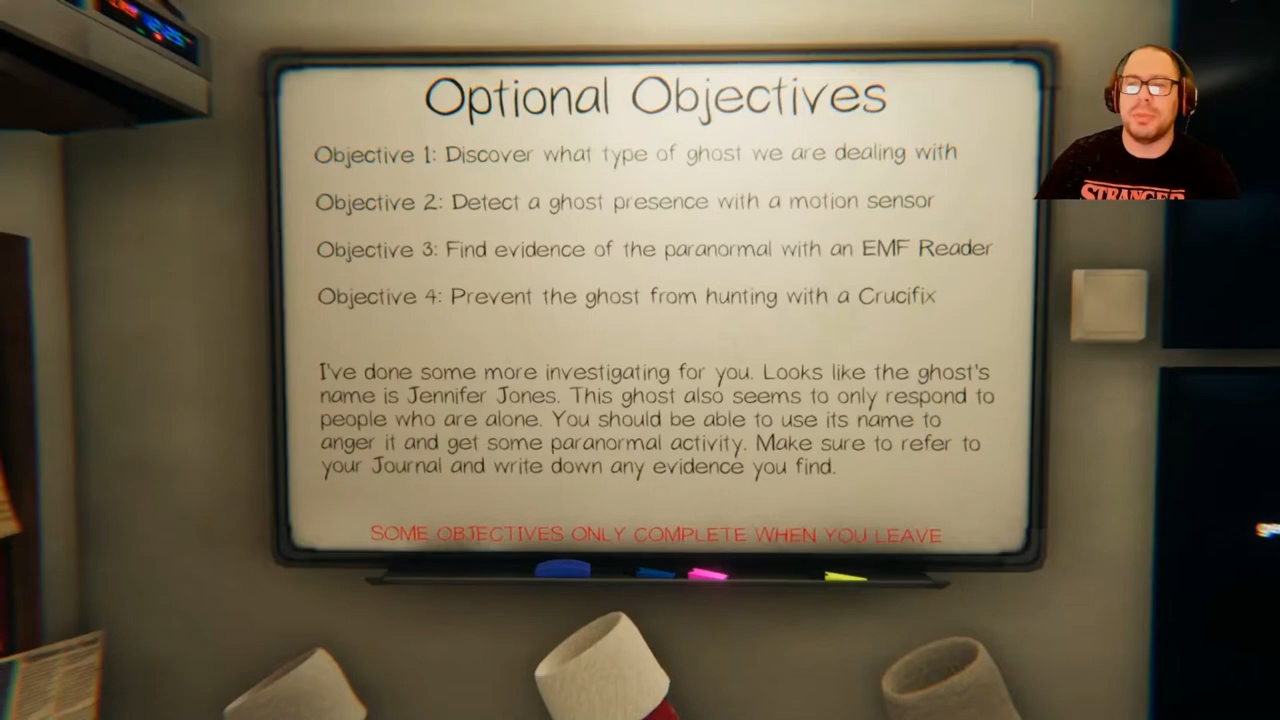 Optional Objectives
Objective 1: Discover what type of ghost we are dealing with
Objective 2: Detect a ghost presence with a motion sensor
Objective 3: Find evidence of the paranormal with an EMF Reader
Objective 4: Prevent the ghost from hunting with a Crucifix
I've done some more investigating for you. Looks like the ghost's
name is Jennifer Jones. This ghost also seems to only respond to
people who are alone. You should be able to use its name to
anger it and get some paranormal activity. Make sure to refer to
your Journal and write down any evidence you find.
SOME OBJECTIVES ONLY COMPLETE WHEN YOU LEAVE
STRANGER